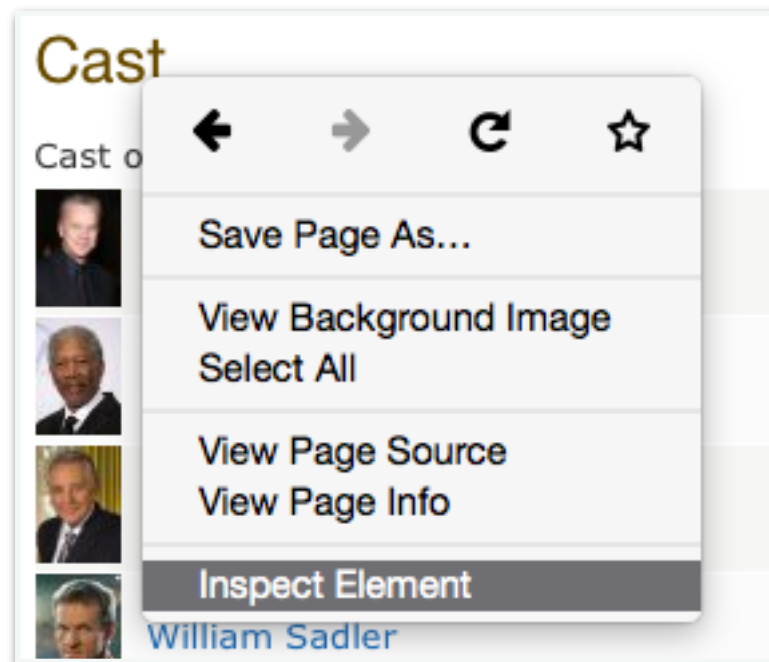 Cast
Cast o
Save Page As...
View Background Image
Select All
View Page Source
View Page Info
Inspect Element
William Sadler